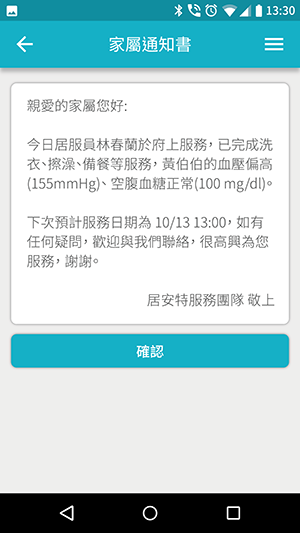 13:30
家屬通知書
親愛的家屬您好:
今日居服員林春蘭於府上服務，已完成洗
衣、擦澡、備餐等服務，黃伯伯的血壓偏高
(155mmHg)、空腹血糖正常(100 mg/dl)。
下次預計服務日期為 10/13 13:00，如有
任何疑問，歡迎與我們聯絡，很高興為您
服務，謝謝。
居安特服務團隊 敬上
確認